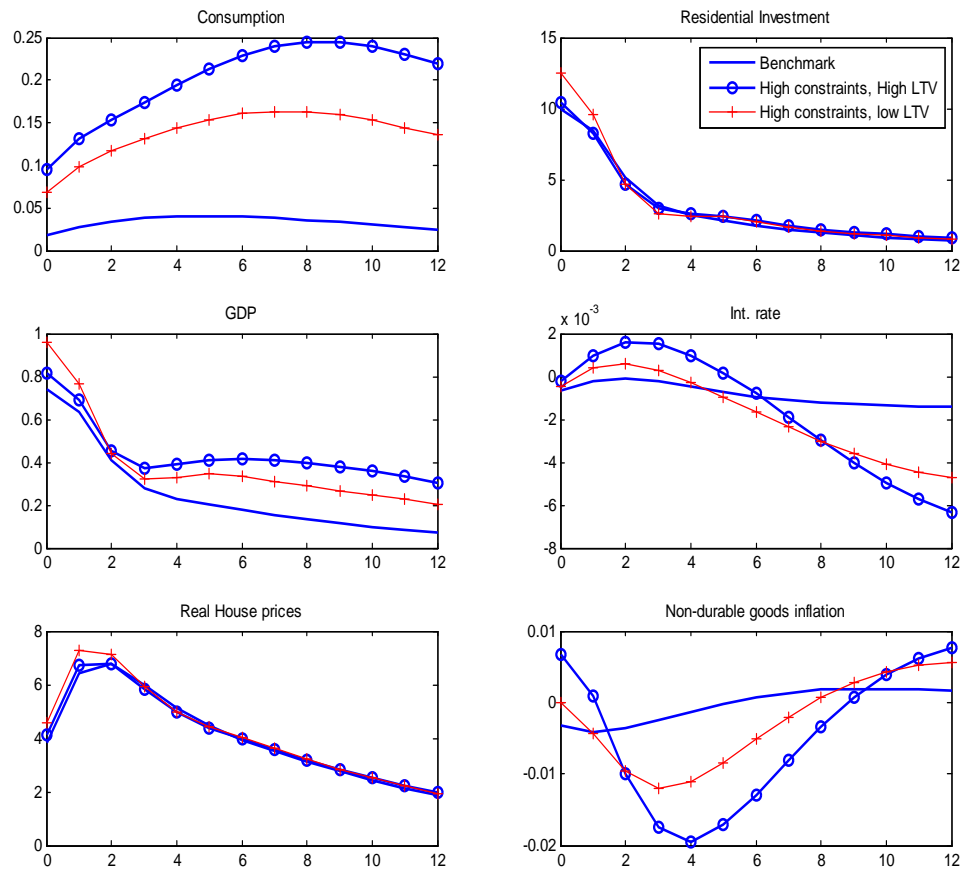 Consumption
0.25
0.2
0.15
0.1
0.05
0
0 2 4 6 8 10 12
Residential Investment
15
10
5
0
0 2 4 6 8 10 12
Benchmark
High constraints, High LTV
High constraints, low LTV
GDP
1
0.8
0.6
0.4
0.2
0
0 2 4 6 8 10 12
Int. rate
x 10^-3
2
0
-2
-4
-6
-8
0 2 4 6 8 10 12
Real House prices
8
6
4
2
0 2 4 6 8 10 12
Non-durable goods inflation
0.01
0
-0.01
-0.02
0 2 4 6 8 10 12